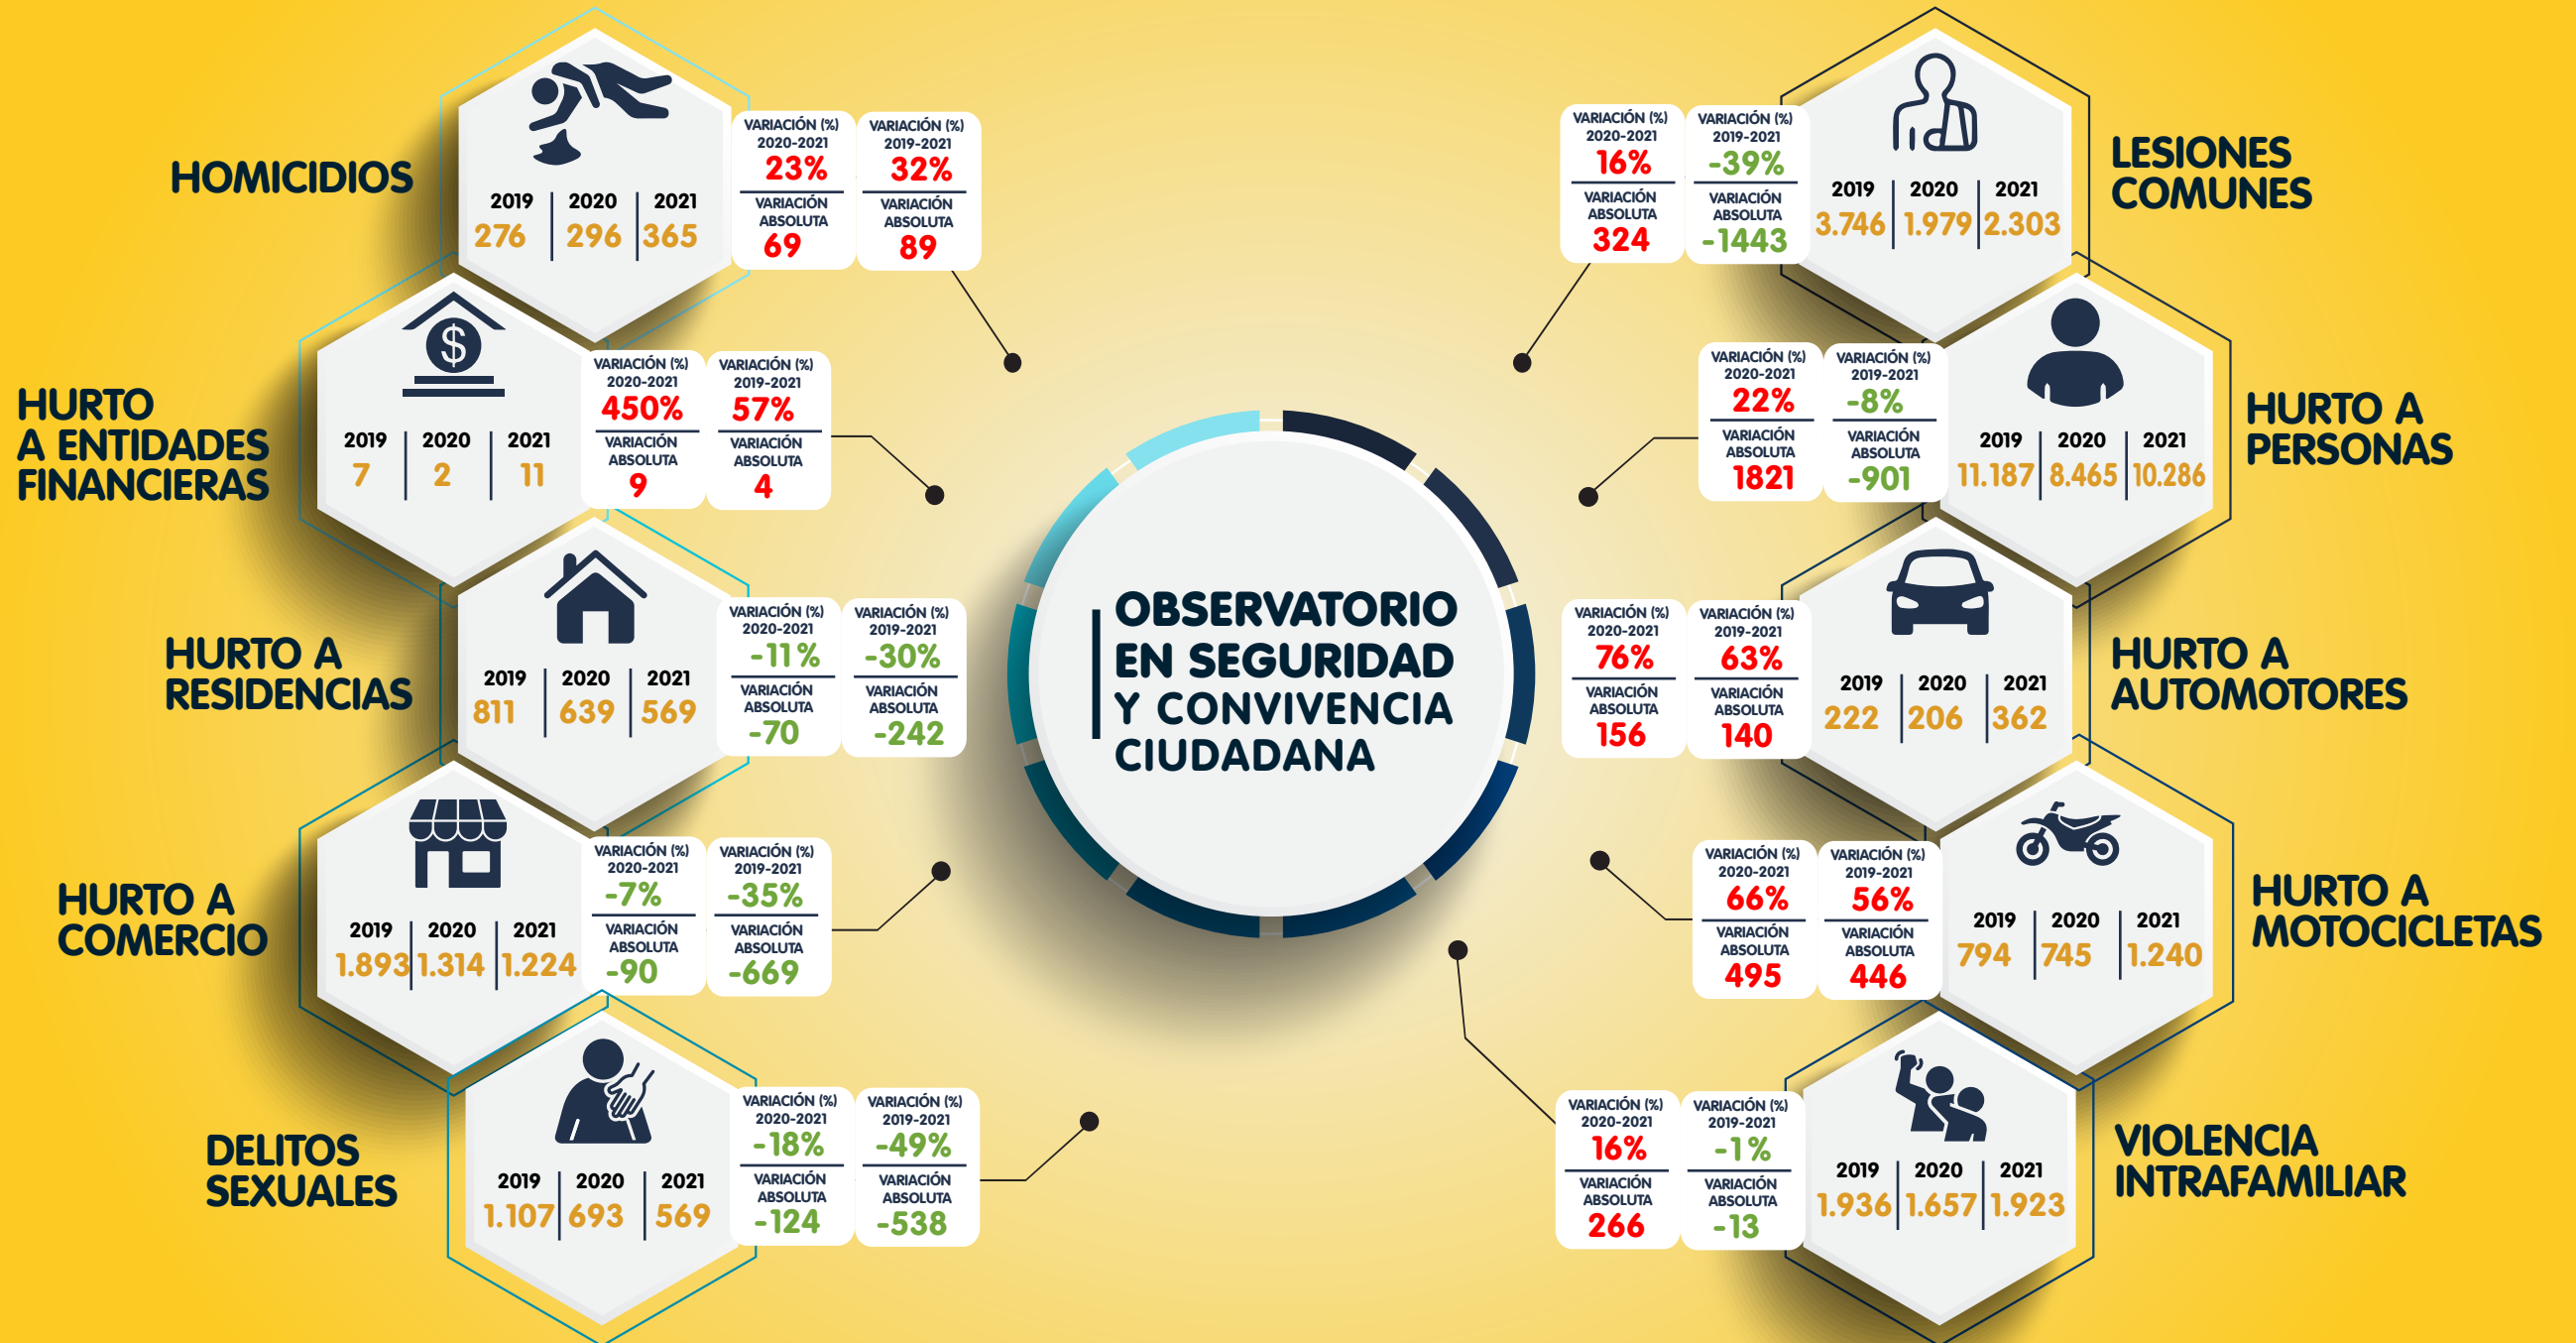 HOMICIDIOS
2019 2020 2021
276 296 365
VARIACIÓN (%)
2020-2021
23%
VARIACIÓN
ABSOLUTA
69
VARIACIÓN (%)
2019-2021
32%
VARIACIÓN
ABSOLUTA
89
HURTO
A ENTIDADES
FINANCIERAS
2019 2020 2021
7 2 11
VARIACIÓN (%)
2020-2021
450%
VARIACIÓN
ABSOLUTA
9
VARIACIÓN (%)
2019-2021
57%
VARIACIÓN
ABSOLUTA
4
HURTO A
RESIDENCIAS
2019 2020 2021
811 639 569
VARIACIÓN (%)
2020-2021
-11%
VARIACIÓN
ABSOLUTA
-70
VARIACIÓN (%)
2019-2021
-30%
VARIACIÓN
ABSOLUTA
-242
HURTO A
COMERCIO
2019 2020 2021
1.893 1.314 1.224
VARIACIÓN (%)
2020-2021
-7%
VARIACIÓN
ABSOLUTA
-90
VARIACIÓN (%)
2019-2021
-35%
VARIACIÓN
ABSOLUTA
-669
DELITOS
SEXUALES
2019 2020 2021
1.107 693 569
VARIACIÓN (%)
2020-2021
-18%
VARIACIÓN
ABSOLUTA
-124
VARIACIÓN (%)
2019-2021
-49%
VARIACIÓN
ABSOLUTA
-538
OBSERVATORIO
EN SEGURIDAD
Y CONVIVENCIA
CIUDADANA
VARIACIÓN (%)
2020-2021
16%
VARIACIÓN
ABSOLUTA
324
VARIACIÓN (%)
2019-2021
-39%
VARIACIÓN
ABSOLUTA
-1443
2019 2020 2021
3.746 1.979 2.303
LESIONES
COMUNES
VARIACIÓN (%)
2020-2021
22%
VARIACIÓN
ABSOLUTA
1821
VARIACIÓN (%)
2019-2021
-8%
VARIACIÓN
ABSOLUTA
-901
2019 2020 2021
11.187 8.465 10.286
HURTO A
PERSONAS
VARIACIÓN (%)
2020-2021
76%
VARIACIÓN
ABSOLUTA
156
VARIACIÓN (%)
2019-2021
63%
VARIACIÓN
ABSOLUTA
140
2019 2020 2021
222 206 362
HURTO A
AUTOMOTORES
VARIACIÓN (%)
2020-2021
66%
VARIACIÓN
ABSOLUTA
495
VARIACIÓN (%)
2019-2021
56%
VARIACIÓN
ABSOLUTA
446
2019 2020 2021
794 745 1.240
HURTO A
MOTOCICLETAS
VARIACIÓN (%)
2020-2021
16%
VARIACIÓN
ABSOLUTA
266
VARIACIÓN (%)
2019-2021
-1%
VARIACIÓN
ABSOLUTA
-13
2019 2020 2021
1.936 1.657 1.923
VIOLENCIA
INTRAFAMILIAR